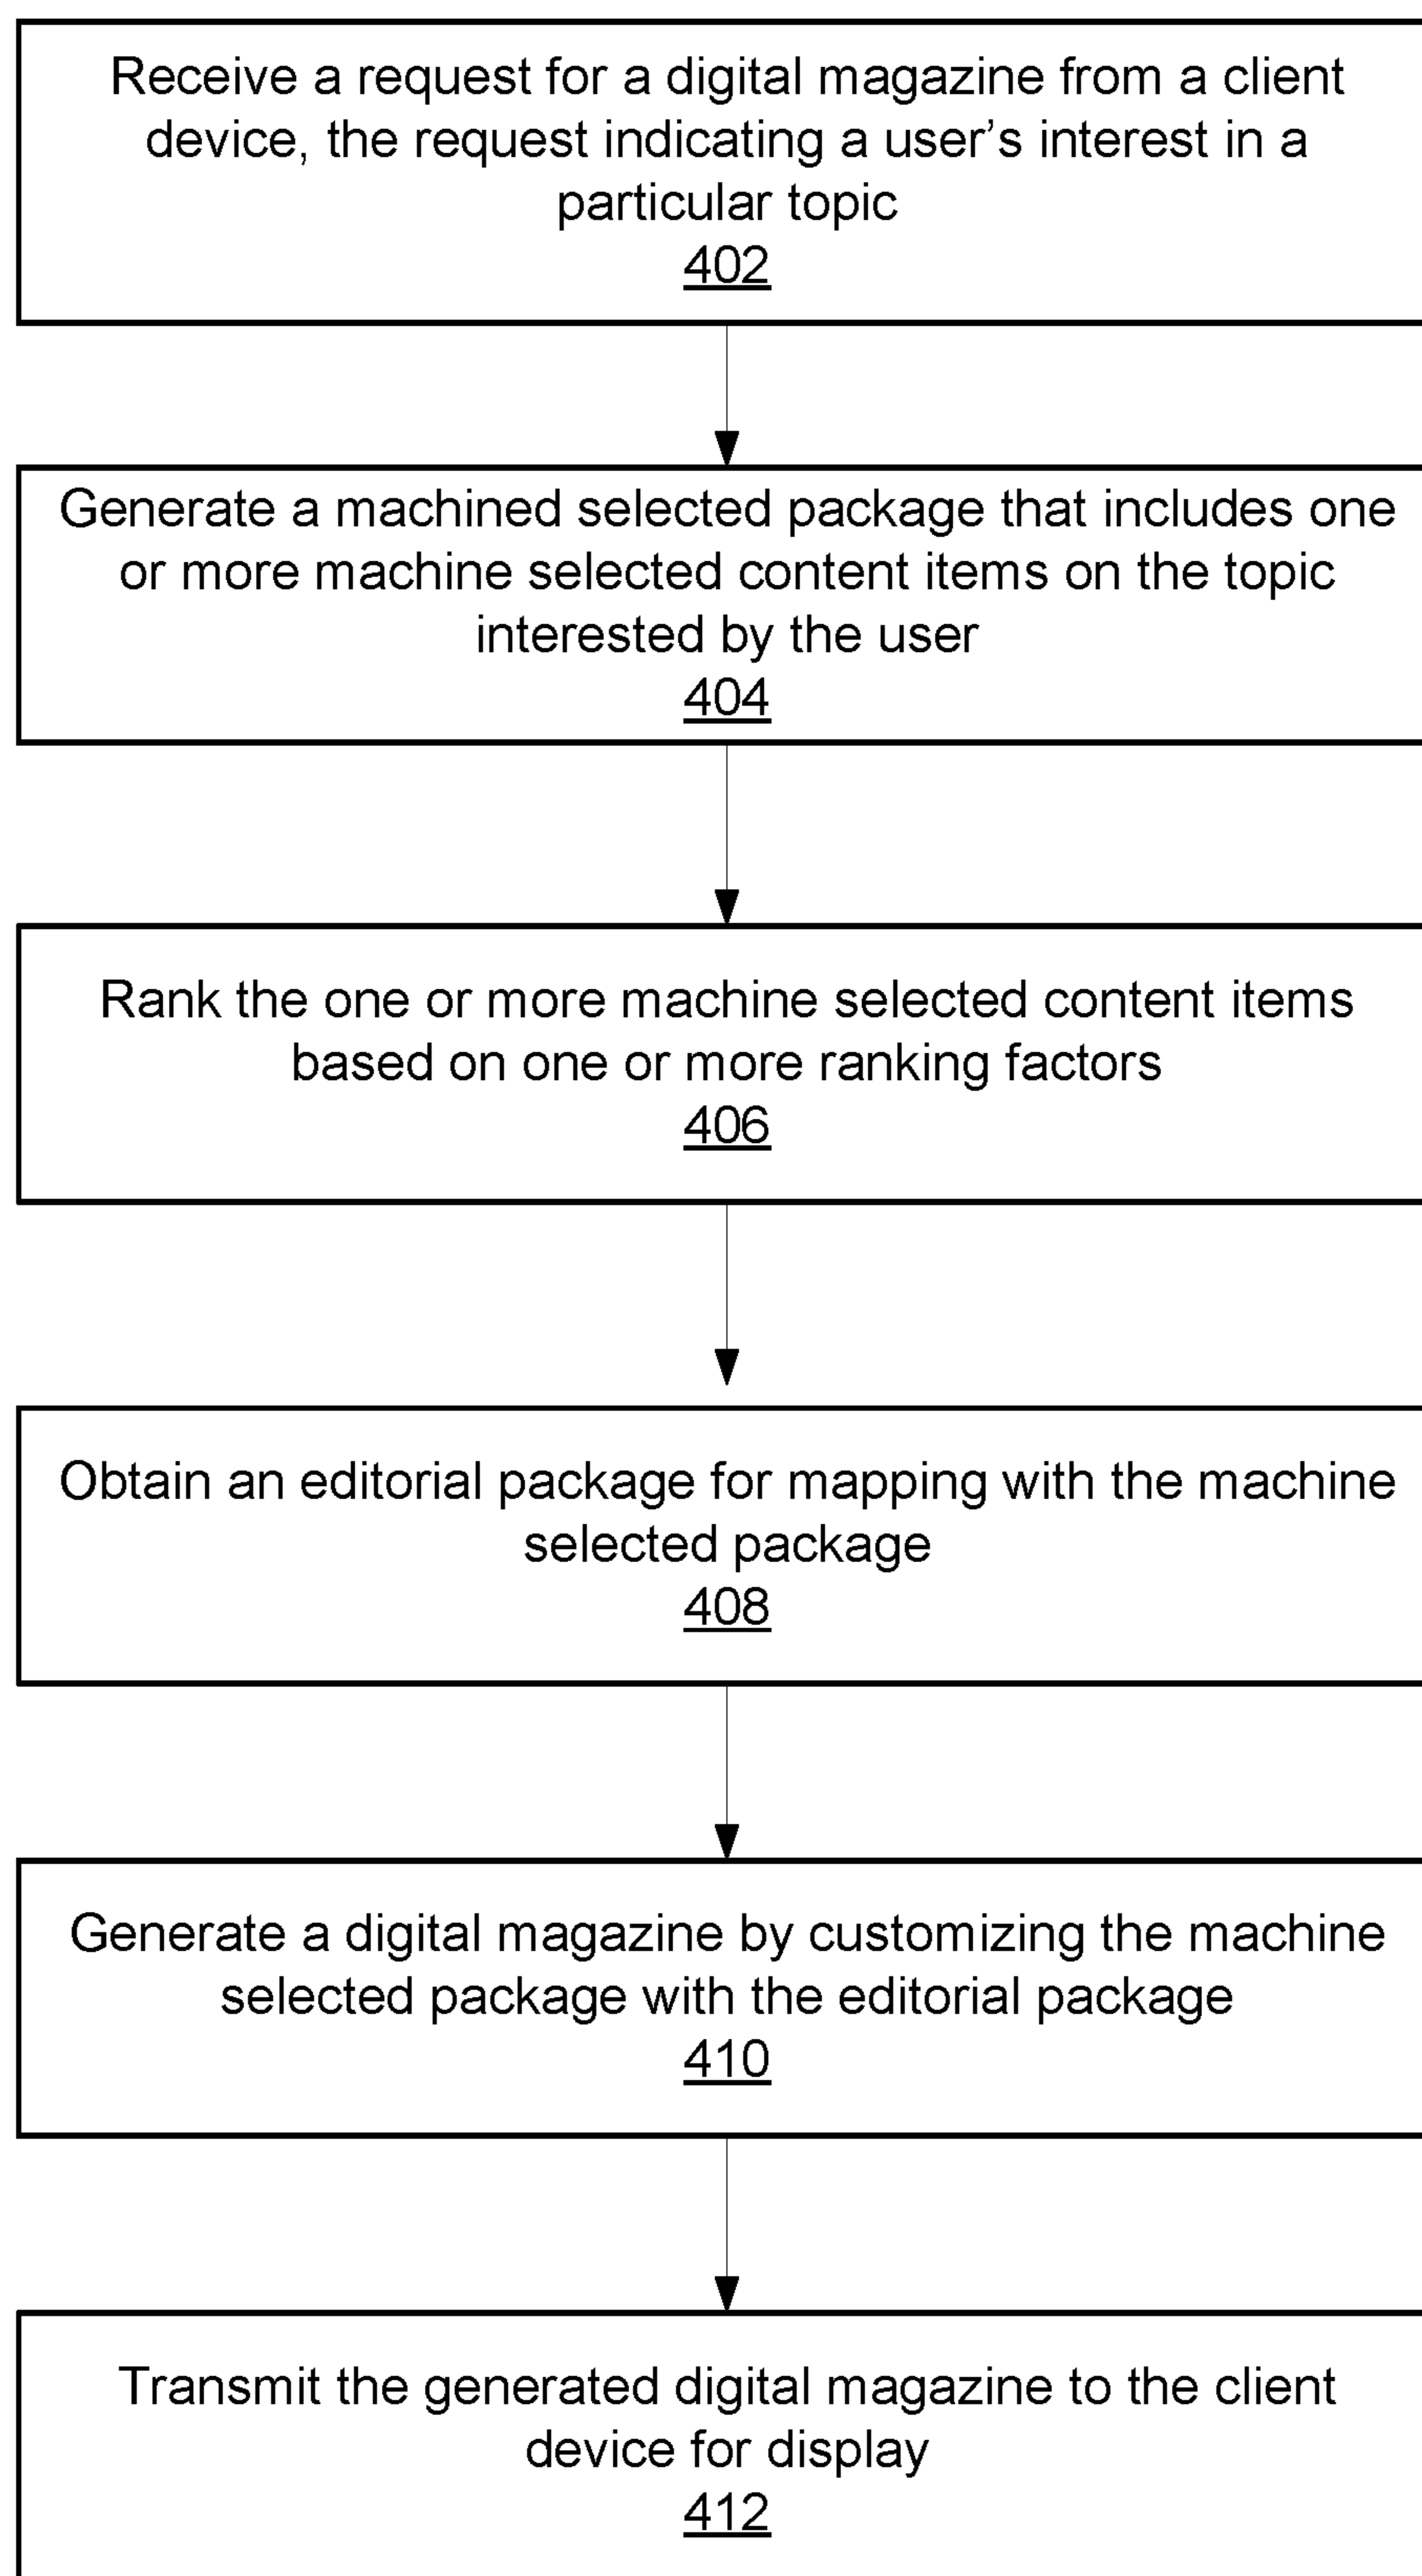 Receive a request for a digital magazine from a client
device, the request indicating a user’s interest in a
particular topic
402
Generate a machined selected package that includes one
or more machine selected content items on the topic
interested by the user
404
Rank the one or more machine selected content items
based on one or more ranking factors
406
Obtain an editorial package for mapping with the machine
selected package
408
Generate a digital magazine by customizing the machine
selected package with the editorial package
410
Transmit the generated digital magazine to the client
device for display
412